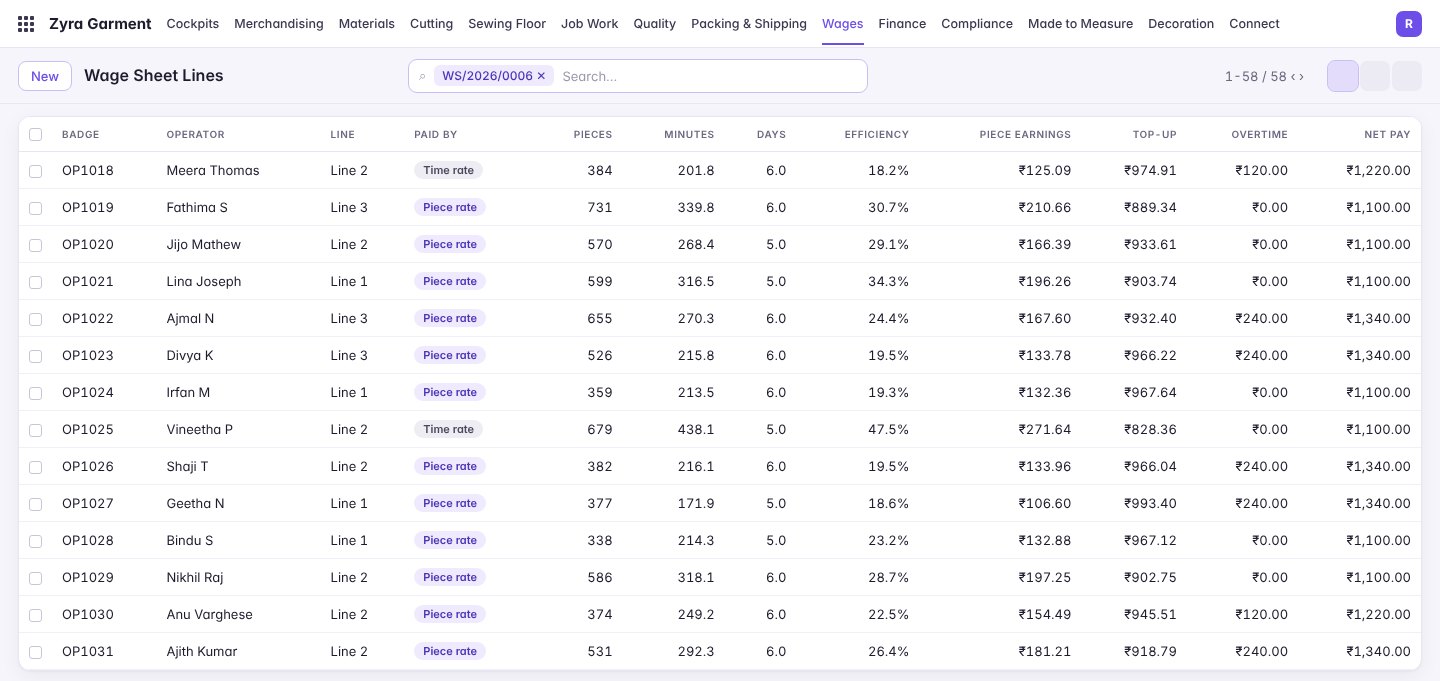 Zyra Garment Cockpits Merchandising Materials Cutting Sewing Floor Job Work Quality Packing & Shipping Wages Finance Compliance Made to Measure Decoration Connect R
New Wage Sheet Lines WS/2026/0006 ✕ Search... 1-58 / 58 ‹ ›
BADGE OPERATOR LINE PAID BY PIECES MINUTES DAYS EFFICIENCY PIECE EARNINGS TOP-UP OVERTIME NET PAY
OP1018 Meera Thomas Line 2 Time rate 384 201.8 6.0 18.2% ₹125.09 ₹974.91 ₹120.00 ₹1,220.00
OP1019 Fathima S Line 3 Piece rate 731 339.8 6.0 30.7% ₹210.66 ₹889.34 ₹0.00 ₹1,100.00
OP1020 Jijo Mathew Line 2 Piece rate 570 268.4 5.0 29.1% ₹166.39 ₹933.61 ₹0.00 ₹1,100.00
OP1021 Lina Joseph Line 1 Piece rate 599 316.5 5.0 34.3% ₹196.26 ₹903.74 ₹0.00 ₹1,100.00
OP1022 Ajmal N Line 3 Piece rate 655 270.3 6.0 24.4% ₹167.60 ₹932.40 ₹240.00 ₹1,340.00
OP1023 Divya K Line 3 Piece rate 526 215.8 6.0 19.5% ₹133.78 ₹966.22 ₹240.00 ₹1,340.00
OP1024 Irfan M Line 1 Piece rate 359 213.5 6.0 19.3% ₹132.36 ₹967.64 ₹0.00 ₹1,100.00
OP1025 Vineetha P Line 2 Time rate 679 438.1 5.0 47.5% ₹271.64 ₹828.36 ₹0.00 ₹1,100.00
OP1026 Shaji T Line 2 Piece rate 382 216.1 6.0 19.5% ₹133.96 ₹966.04 ₹240.00 ₹1,340.00
OP1027 Geetha N Line 1 Piece rate 377 171.9 5.0 18.6% ₹106.60 ₹993.40 ₹240.00 ₹1,340.00
OP1028 Bindu S Line 1 Piece rate 338 214.3 5.0 23.2% ₹132.88 ₹967.12 ₹0.00 ₹1,100.00
OP1029 Nikhil Raj Line 2 Piece rate 586 318.1 6.0 28.7% ₹197.25 ₹902.75 ₹0.00 ₹1,100.00
OP1030 Anu Varghese Line 2 Piece rate 374 249.2 6.0 22.5% ₹154.49 ₹945.51 ₹120.00 ₹1,220.00
OP1031 Ajith Kumar Line 2 Piece rate 531 292.3 6.0 26.4% ₹181.21 ₹918.79 ₹240.00 ₹1,340.00